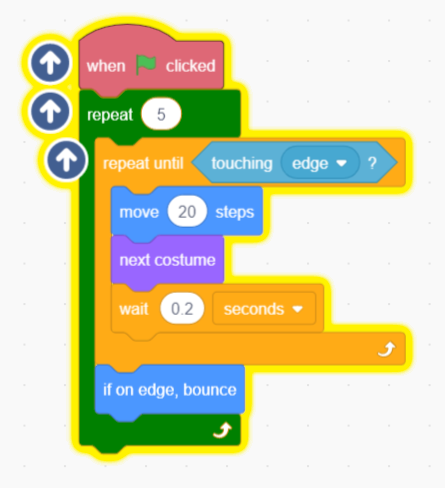 when clicked
repeat 5
repeat until touching edge ?
move 20 steps
next costume
wait 0.2 seconds
if on edge, bounce